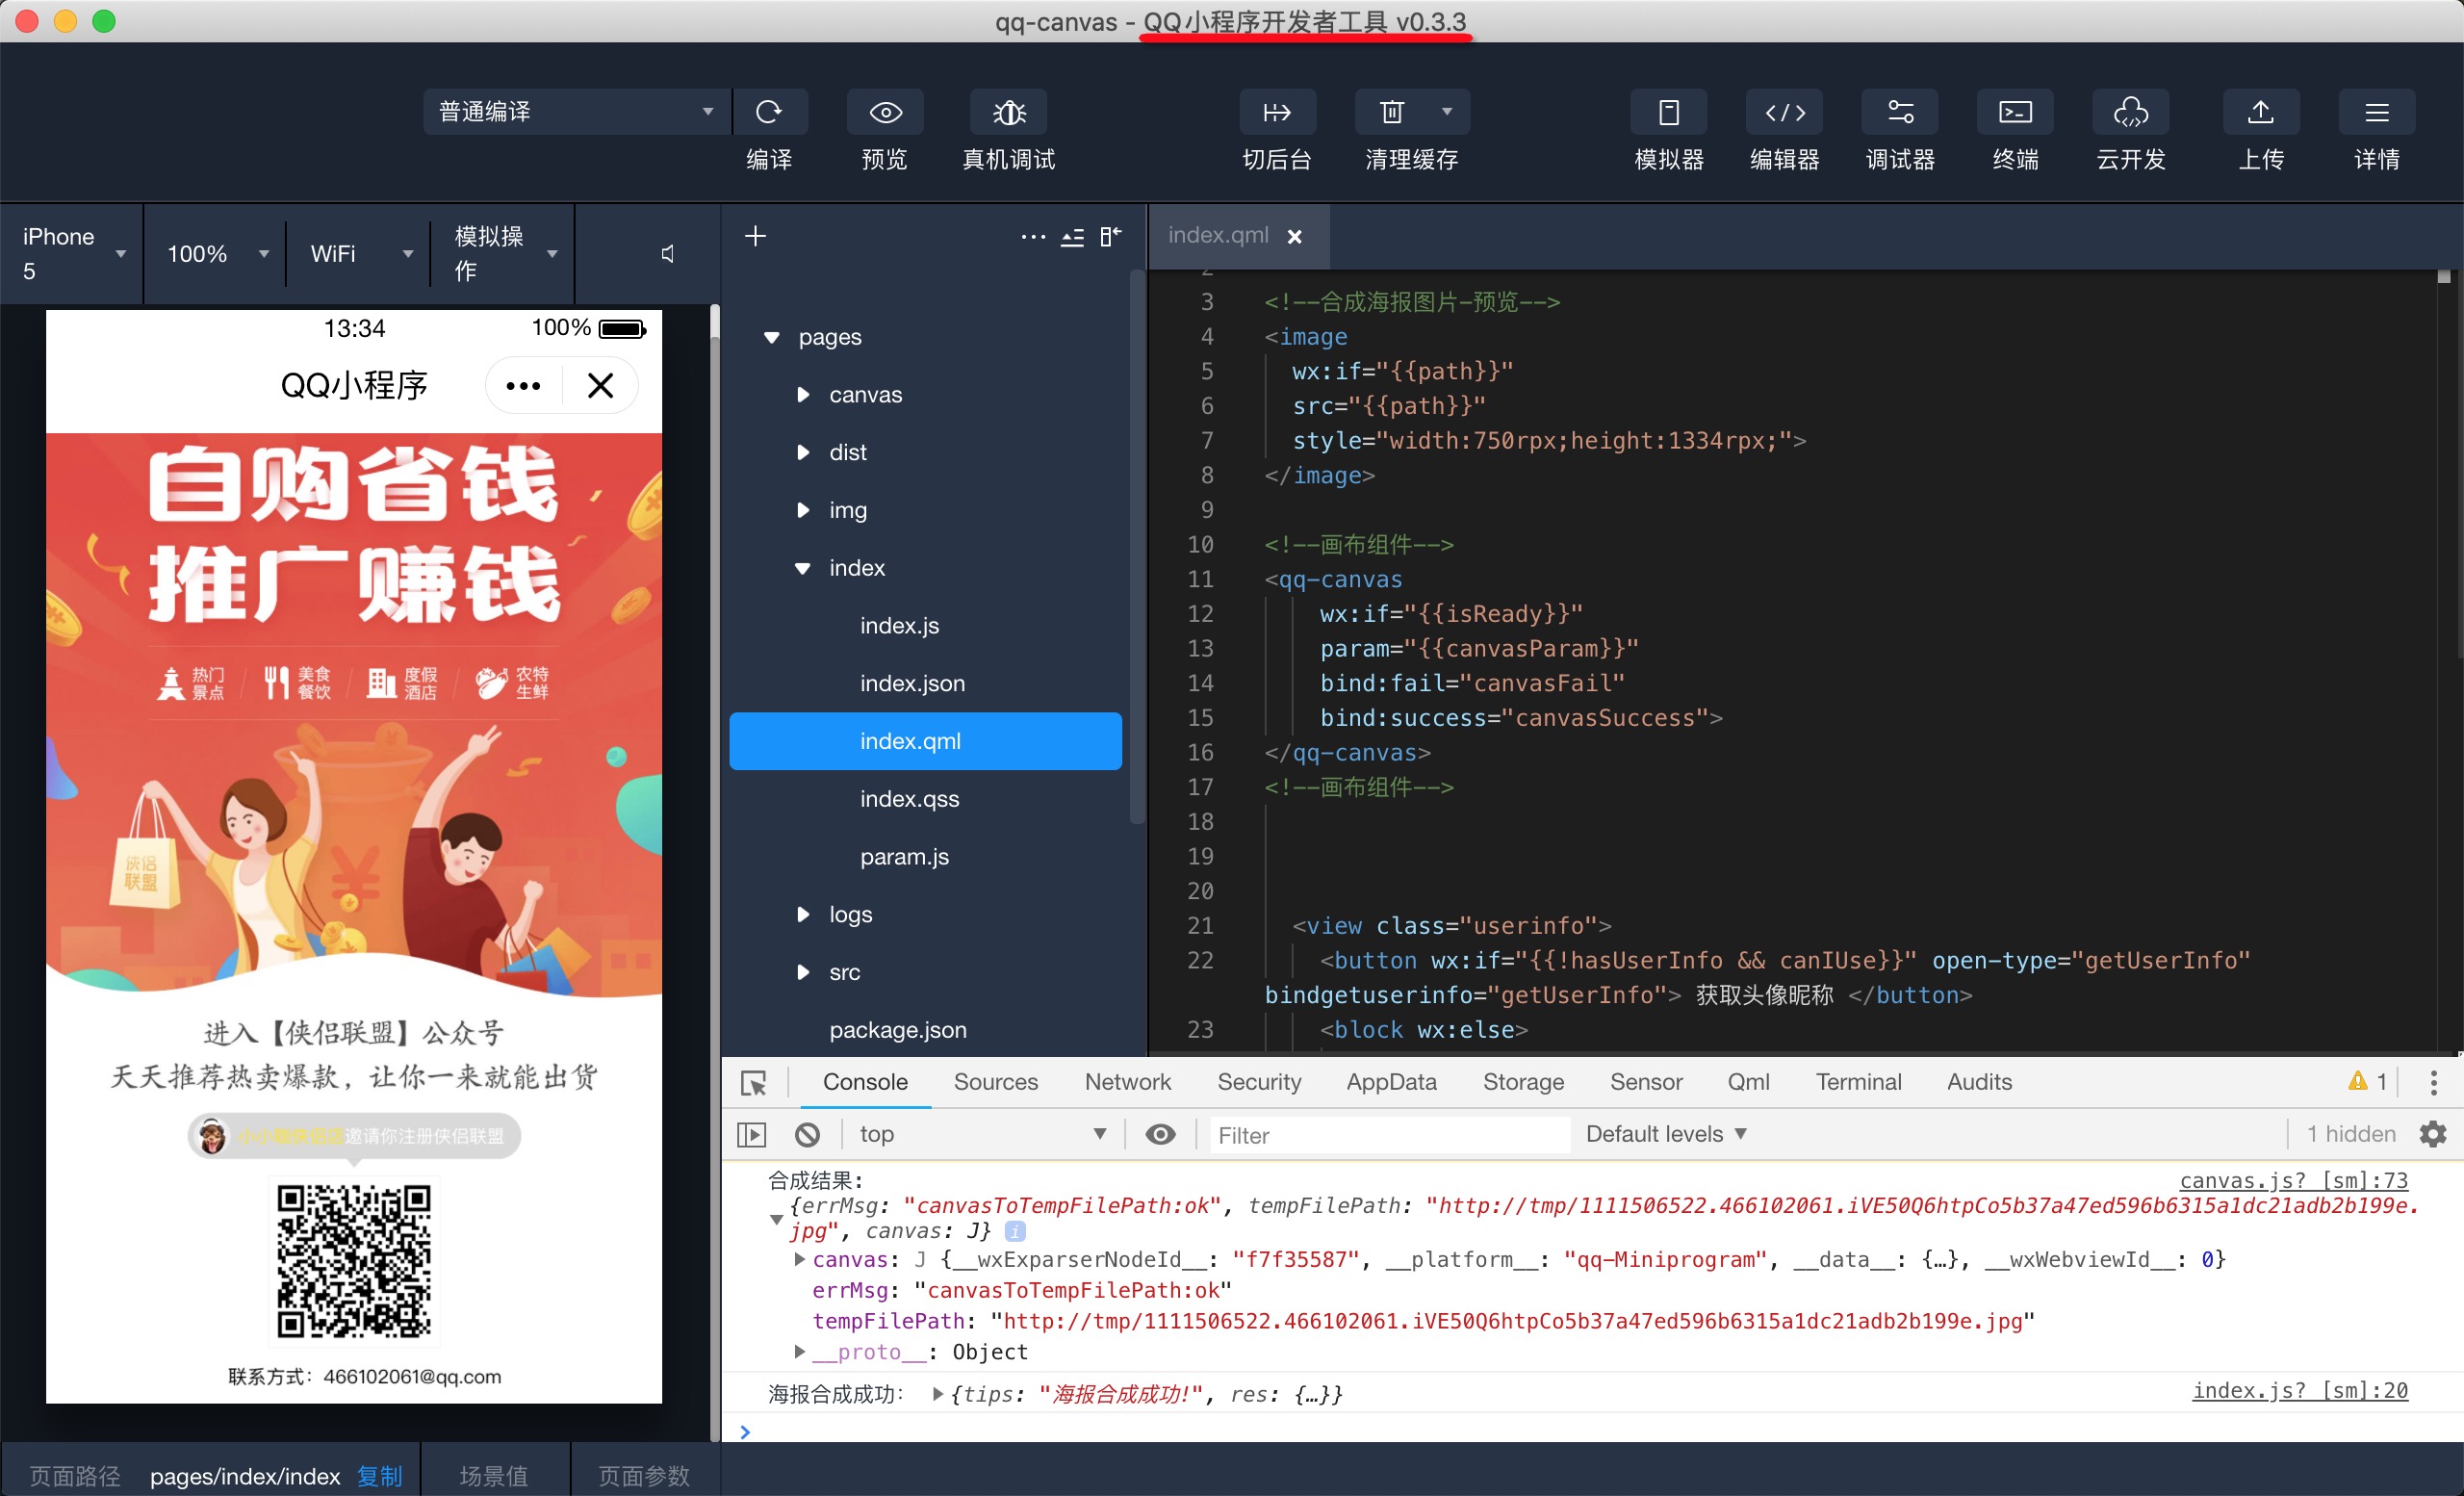 qq-canvas - QQ小程序开发者工具 v0.3.3
普通编译
编译
预览
真机调试
切后台
清理缓存
模拟器
编辑器
调试器
终端
云开发
上传
详情
iPhone
5
100%
WiFi
模拟操
作
13:34
100%
QQ小程序
自购省钱
推广赚钱
热门
景点
美食
餐饮
度假
酒店
农特
生鲜
侠侣
联盟
进入【侠侣联盟】公众号
天天推荐热卖爆款，让你一来就能出货
邀请你注册侠侣联盟
联系方式：466102061@qq.com
页面路径 pages/index/index 复制
场景值
页面参数
pages
canvas
dist
img
index
index.js
index.json
index.qml
index.qss
param.js
logs
src
package.json
index.qml
2
3 <!--合成海报图片-预览-->
4 <image
5 wx:if="{{path}}"
6 src="{{path}}"
7 style="width:750rpx;height:1334rpx;">
8 </image>
9
10 <!--画布组件-->
11 <qq-canvas
12 wx:if="{{isReady}}"
13 param="{{canvasParam}}"
14 bind:fail="canvasFail"
15 bind:success="canvasSuccess">
16 </qq-canvas>
17 <!--画布组件-->
18
19
20
21 <view class="userinfo">
22 <button wx:if="{{!hasUserInfo && canIUse}}" open-type="getUserInfo"
bindgetuserinfo="getUserInfo"> 获取头像昵称 </button>
23 <block wx:else>
Console Sources Network Security AppData Storage Sensor Qml Terminal Audits 1
top Filter Default levels 1 hidden
合成结果: canvas.js? [sm]:73
{errMsg: "canvasToTempFilePath:ok", tempFilePath: "http://tmp/1111506522.466102061.iVE50Q6htpCo5b37a47ed596b6315a1dc21adb2b199e.
jpg", canvas: J} i
canvas: J {__wxExparserNodeId__: "f7f35587", __platform__: "qq-Miniprogram", __data__: {…}, __wxWebviewId__: 0}
errMsg: "canvasToTempFilePath:ok"
tempFilePath: "http://tmp/1111506522.466102061.iVE50Q6htpCo5b37a47ed596b6315a1dc21adb2b199e.jpg"
__proto__: Object
海报合成成功: {tips: "海报合成成功!", res: {…}} index.js? [sm]:20